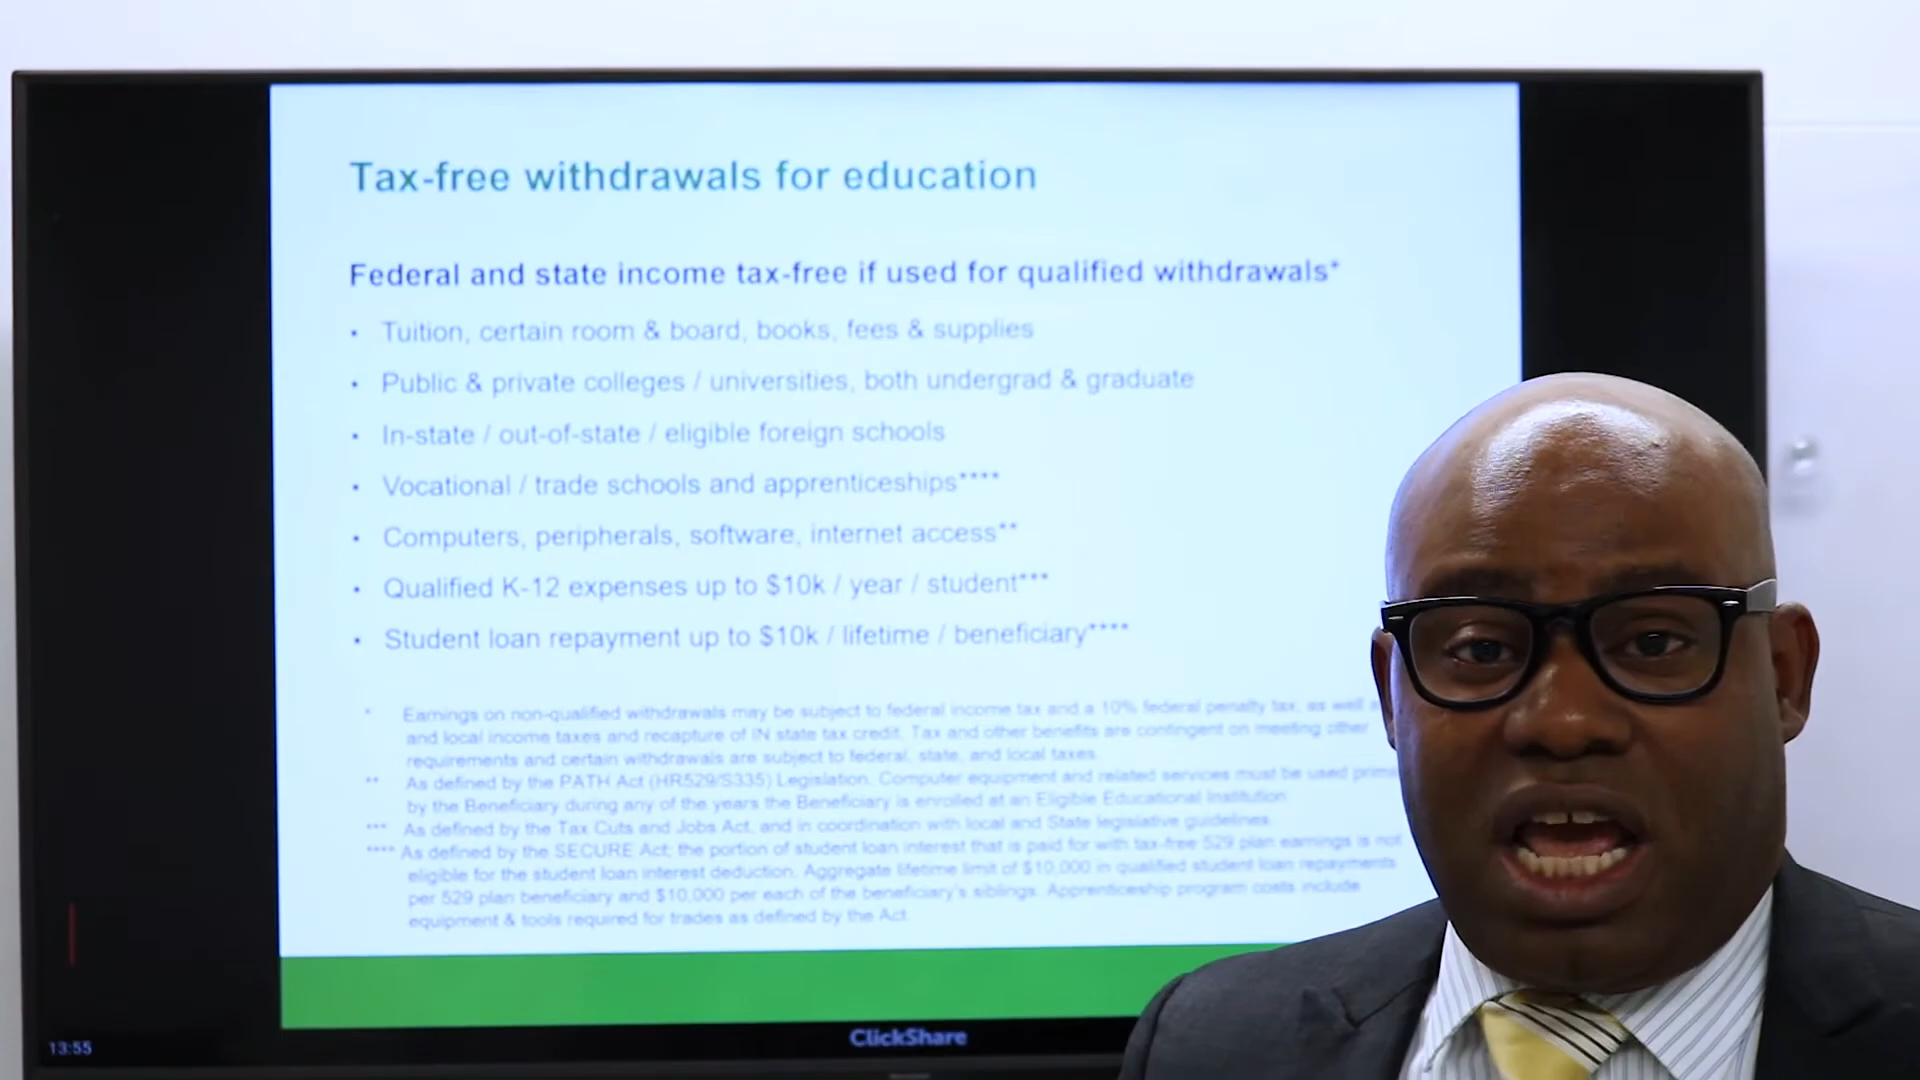 Tax-free withdrawals for education
Federal and state income tax-free if used for qualified withdrawals*
• Tuition, certain room & board, books, fees & supplies
• Public & private colleges / universities, both undergrad & graduate
• In-state / out-of-state / eligible foreign schools
• Vocational / trade schools and apprenticeships****
• Computers, peripherals, software, internet access**
• Qualified K-12 expenses up to $10k / year / student***
• Student loan repayment up to $10k / lifetime / beneficiary****
* Earnings on non-qualified withdrawals may be subject to federal income tax and a 10% federal penalty tax, as well
and local income taxes and recapture of IN state tax credit. Tax and other benefits are contingent on meeting other
requirements and certain withdrawals are subject to federal, state, and local taxes.
** As defined by the PATH Act (HR529/S335) Legislation. Computer equipment and related services must be used
by the Beneficiary during any of the years the Beneficiary is enrolled at an Eligible Educational Institution.
*** As defined by the Tax Cuts and Jobs Act, and in coordination with local and State legislative guidelines.
**** As defined by the SECURE Act; the portion of student loan interest that is paid for with tax-free 529 plan earnings is not
eligible for the student loan interest deduction. Aggregate lifetime limit of $10,000 in qualified student loan repayments
per 529 plan beneficiary and $10,000 per each of the beneficiary's siblings. Apprenticeship program costs include
equipment & tools required for trades as defined by the Act.
13:55
ClickShare